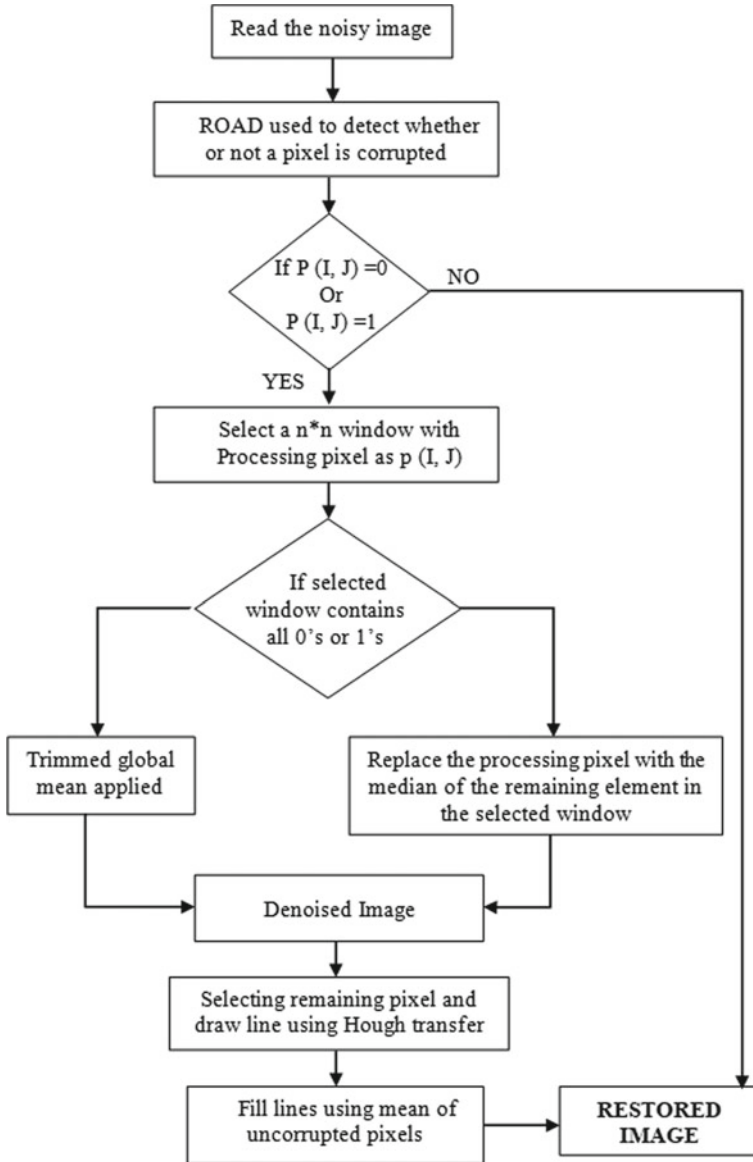 Read the noisy image
ROAD used to detect whether
or not a pixel is corrupted
If P (I, J) =0
Or
P (I, J) =1
NO
YES
Select a n*n window with
Processing pixel as p (I, J)
If selected
window contains
all 0’s or 1’s
Trimmed global
mean applied
Replace the processing pixel with the
median of the remaining element in
the selected window
Denoised Image
Selecting remaining pixel and
draw line using Hough transfer
Fill lines using mean of
uncorrupted pixels
RESTORED
IMAGE